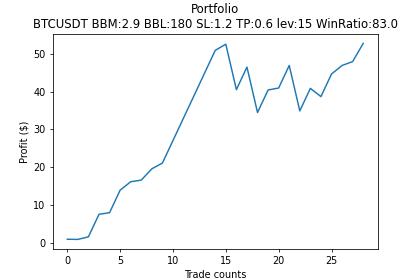 Portfolio
BTCUSDT BBM:2.9 BBL:180 SL:1.2 TP:0.6 lev:15 WinRatio:83.0
50
40
30
20
10
0
Profit ($)
0 5 10 15 20 25
Trade counts